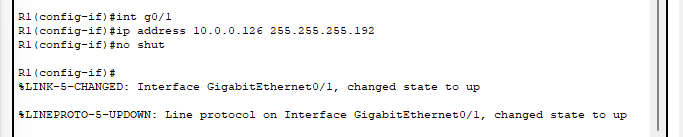 R1(config-if)#int g0/1
R1(config-if)#ip address 10.0.0.126 255.255.255.192
R1(config-if)#no shut
R1(config-if)#
%LINK-5-CHANGED: Interface GigabitEthernet0/1, changed state to up
%LINEPROTO-5-UPDOWN: Line protocol on Interface GigabitEthernet0/1, changed state to up